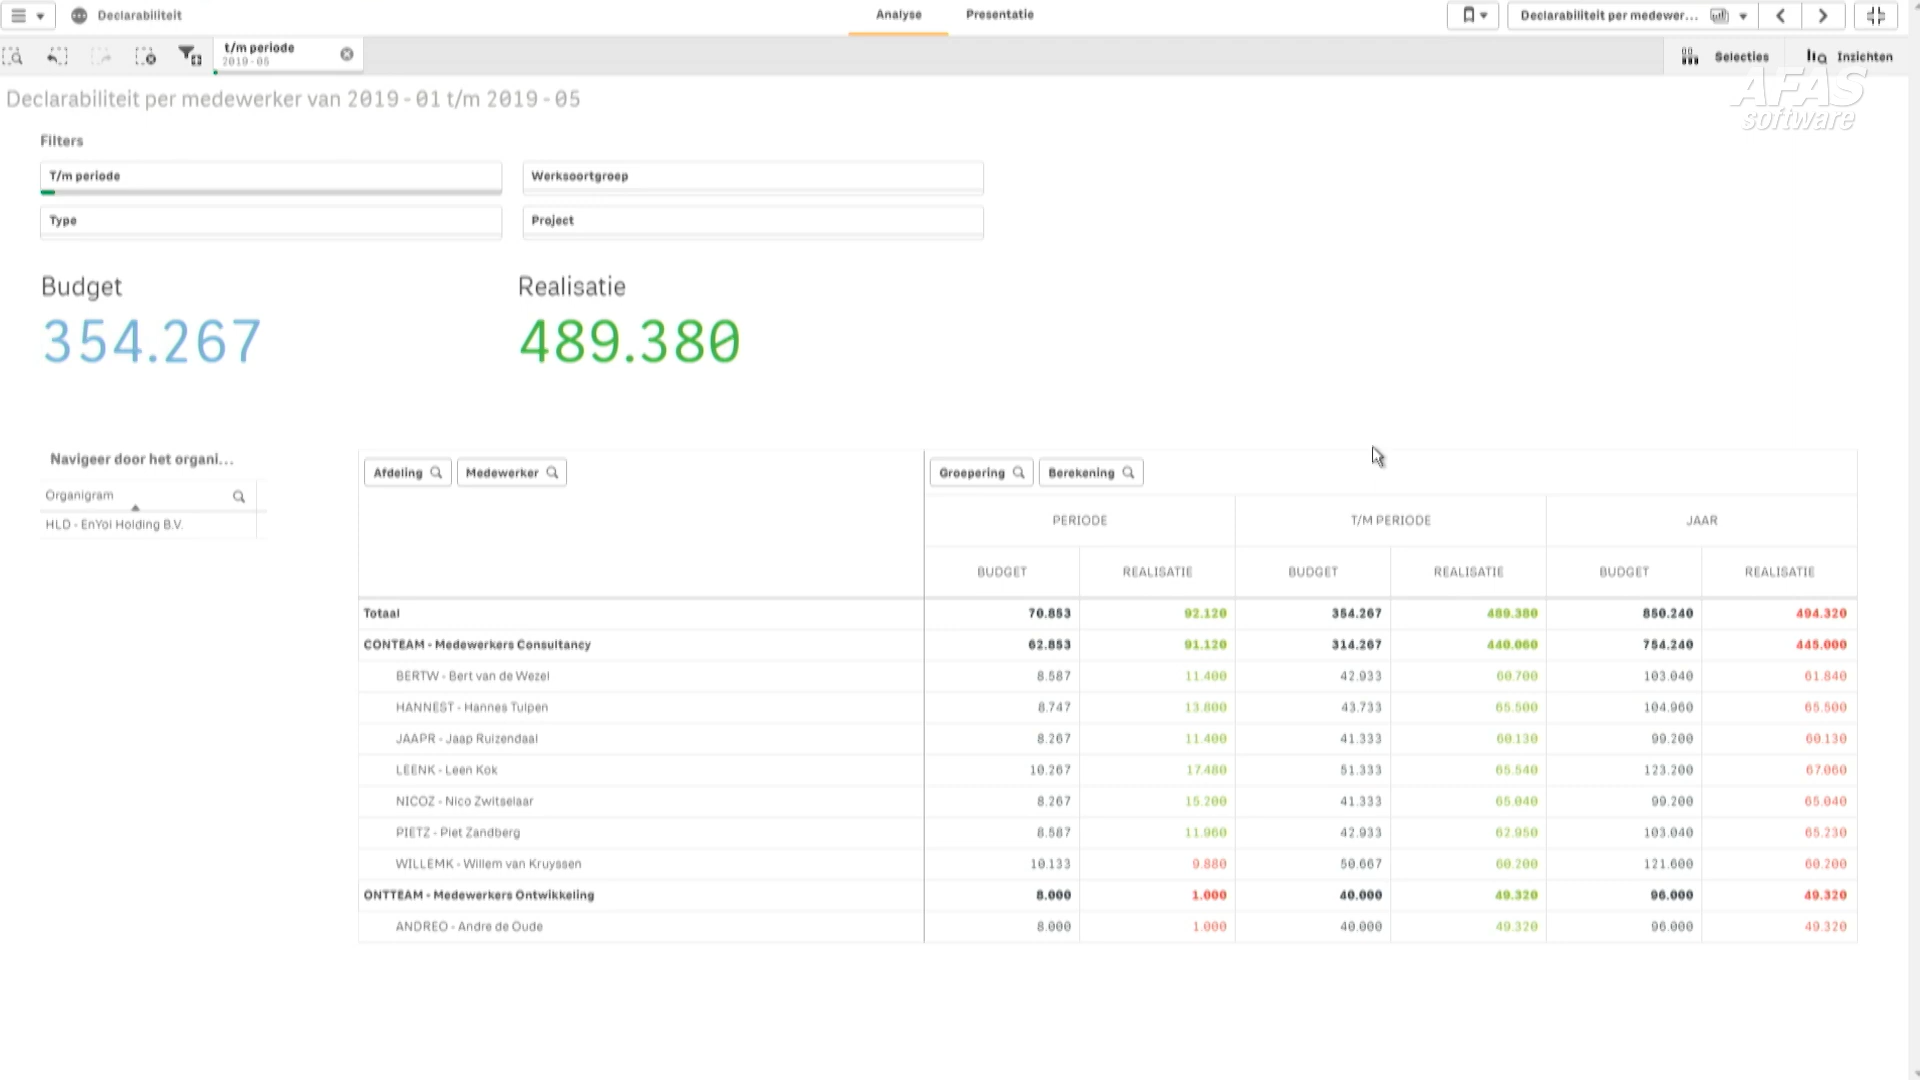 Declarabiliteit
Analyse
Presentatie
Declarabiliteit per medewer...
t/m periode
2019-05
Selecties
Inzichten
Declarabiliteit per medewerker van 2019-01 t/m 2019-05
AFAS
software
Filters
T/m periode
Werksoortgroep
Type
Project
Budget
Realisatie
354.267
489.380
Navigeer door het organi...
Organigram
HLD - EnYoi Holding B.V.
Afdeling Medewerker Groepering Berekening
PERIODE T/M PERIODE JAAR
BUDGET REALISATIE BUDGET REALISATIE BUDGET REALISATIE
Totaal 70.853 92.120 354.267 489.380 850.240 494.320
CONTEAM - Medewerkers Consultancy 62.853 91.120 314.267 440.060 754.240 445.000
BERTW - Bert van de Wezel 8.587 11.400 42.933 60.700 103.040 61.840
HANNEST - Hannes Tulpen 8.747 13.800 43.733 65.500 104.960 65.500
JAAPR - Jaap Ruizendaal 8.267 11.400 41.333 60.130 99.200 60.130
LEENK - Leen Kok 10.267 17.480 51.333 65.540 123.200 67.060
NICOZ - Nico Zwitselaar 8.267 15.200 41.333 65.040 99.200 65.040
PIETZ - Piet Zandberg 8.587 11.960 42.933 62.950 103.040 65.230
WILLEMK - Willem van Kruyssen 10.133 9.880 50.667 60.200 121.600 60.200
ONTTEAM - Medewerkers Ontwikkeling 8.000 1.000 40.000 49.320 96.000 49.320
ANDREO - Andre de Oude 8.000 1.000 40.000 49.320 96.000 49.320